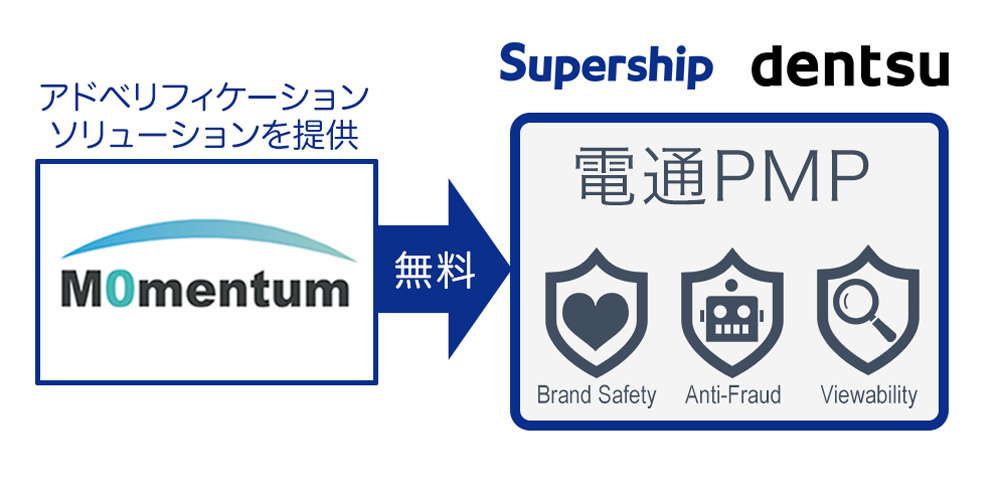 アドベリフィケーション
ソリューションを提供
M0mentum
無料
Supership dentsu
電通PMP
Brand Safety Anti-Fraud Viewability